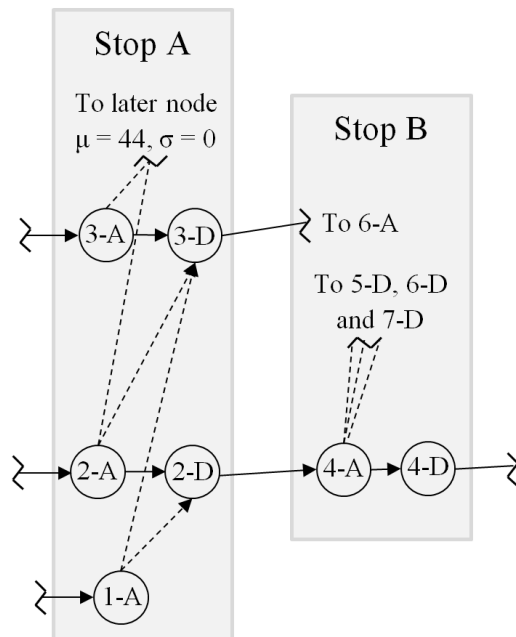 Stop A
To later node
μ = 44, σ = 0
Stop B
3-A
3-D
To 6-A
To 5-D, 6-D
and 7-D
2-A
2-D
4-A
4-D
1-A